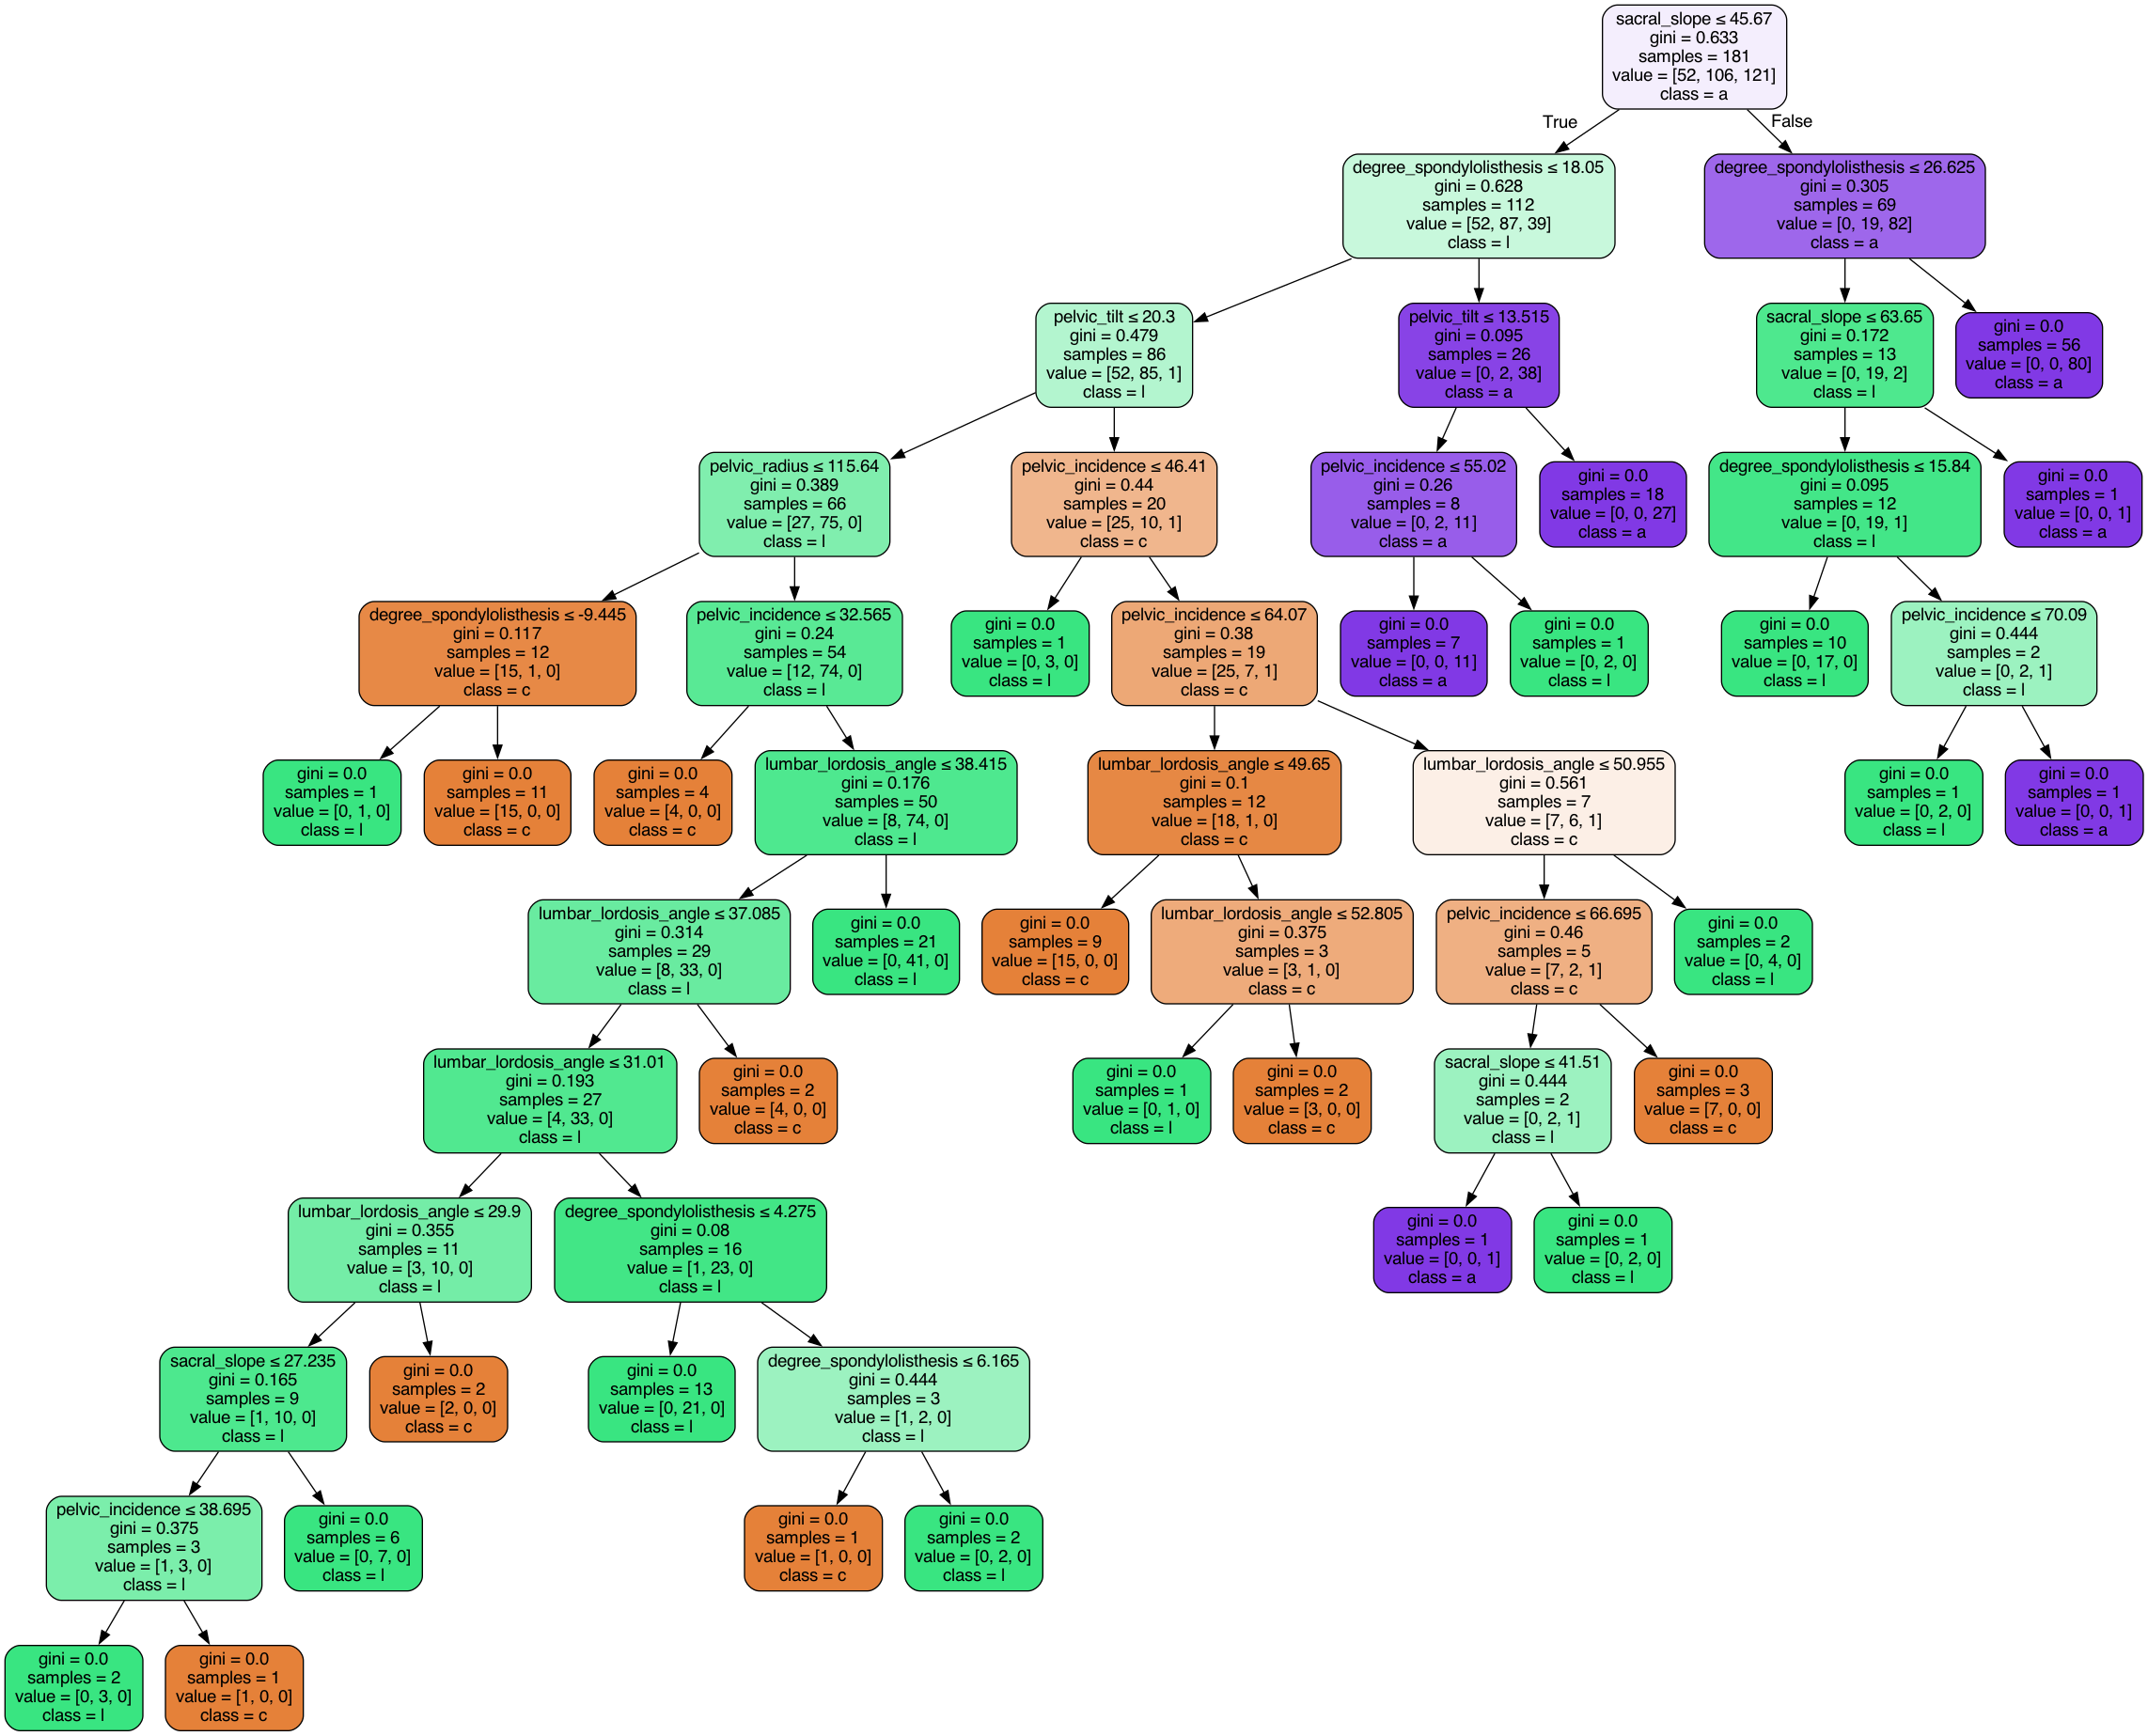 sacral_slope ≤ 45.67
gini = 0.633
samples = 181
value = [52, 106, 121]
class = a
True
False
degree_spondylolisthesis ≤ 18.05
gini = 0.628
samples = 112
value = [52, 87, 39]
class = l
degree_spondylolisthesis ≤ 26.625
gini = 0.305
samples = 69
value = [0, 19, 82]
class = a
pelvic_tilt ≤ 20.3
gini = 0.479
samples = 86
value = [52, 85, 1]
class = l
pelvic_tilt ≤ 13.515
gini = 0.095
samples = 26
value = [0, 2, 38]
class = a
sacral_slope ≤ 63.65
gini = 0.172
samples = 13
value = [0, 19, 2]
class = l
gini = 0.0
samples = 56
value = [0, 0, 80]
class = a
pelvic_radius ≤ 115.64
gini = 0.389
samples = 66
value = [27, 75, 0]
class = l
pelvic_incidence ≤ 46.41
gini = 0.44
samples = 20
value = [25, 10, 1]
class = c
pelvic_incidence ≤ 55.02
gini = 0.26
samples = 8
value = [0, 2, 11]
class = a
gini = 0.0
samples = 18
value = [0, 0, 27]
class = a
degree_spondylolisthesis ≤ 15.84
gini = 0.095
samples = 12
value = [0, 19, 1]
class = l
gini = 0.0
samples = 1
value = [0, 0, 1]
class = a
degree_spondylolisthesis ≤ -9.445
gini = 0.117
samples = 12
value = [15, 1, 0]
class = c
pelvic_incidence ≤ 32.565
gini = 0.24
samples = 54
value = [12, 74, 0]
class = l
gini = 0.0
samples = 1
value = [0, 3, 0]
class = l
pelvic_incidence ≤ 64.07
gini = 0.38
samples = 19
value = [25, 7, 1]
class = c
gini = 0.0
samples = 7
value = [0, 0, 11]
class = a
gini = 0.0
samples = 1
value = [0, 2, 0]
class = l
gini = 0.0
samples = 10
value = [0, 17, 0]
class = l
pelvic_incidence ≤ 70.09
gini = 0.444
samples = 2
value = [0, 2, 1]
class = l
gini = 0.0
samples = 1
value = [0, 1, 0]
class = l
gini = 0.0
samples = 11
value = [15, 0, 0]
class = c
gini = 0.0
samples = 4
value = [4, 0, 0]
class = c
lumbar_lordosis_angle ≤ 38.415
gini = 0.176
samples = 50
value = [8, 74, 0]
class = l
lumbar_lordosis_angle ≤ 49.65
gini = 0.1
samples = 12
value = [18, 1, 0]
class = c
lumbar_lordosis_angle ≤ 50.955
gini = 0.561
samples = 7
value = [7, 6, 1]
class = c
gini = 0.0
samples = 1
value = [0, 2, 0]
class = l
gini = 0.0
samples = 1
value = [0, 0, 1]
class = a
lumbar_lordosis_angle ≤ 37.085
gini = 0.314
samples = 29
value = [8, 33, 0]
class = l
gini = 0.0
samples = 21
value = [0, 41, 0]
class = l
gini = 0.0
samples = 9
value = [15, 0, 0]
class = c
lumbar_lordosis_angle ≤ 52.805
gini = 0.375
samples = 3
value = [3, 1, 0]
class = c
pelvic_incidence ≤ 66.695
gini = 0.46
samples = 5
value = [7, 2, 1]
class = c
gini = 0.0
samples = 2
value = [0, 4, 0]
class = l
lumbar_lordosis_angle ≤ 31.01
gini = 0.193
samples = 27
value = [4, 33, 0]
class = l
gini = 0.0
samples = 2
value = [4, 0, 0]
class = c
gini = 0.0
samples = 1
value = [0, 1, 0]
class = l
gini = 0.0
samples = 2
value = [3, 0, 0]
class = c
sacral_slope ≤ 41.51
gini = 0.444
samples = 2
value = [0, 2, 1]
class = l
gini = 0.0
samples = 3
value = [7, 0, 0]
class = c
lumbar_lordosis_angle ≤ 29.9
gini = 0.355
samples = 11
value = [3, 10, 0]
class = l
degree_spondylolisthesis ≤ 4.275
gini = 0.08
samples = 16
value = [1, 23, 0]
class = l
gini = 0.0
samples = 1
value = [0, 0, 1]
class = a
gini = 0.0
samples = 1
value = [0, 2, 0]
class = l
sacral_slope ≤ 27.235
gini = 0.165
samples = 9
value = [1, 10, 0]
class = l
gini = 0.0
samples = 2
value = [2, 0, 0]
class = c
gini = 0.0
samples = 13
value = [0, 21, 0]
class = l
degree_spondylolisthesis ≤ 6.165
gini = 0.444
samples = 3
value = [1, 2, 0]
class = l
pelvic_incidence ≤ 38.695
gini = 0.375
samples = 3
value = [1, 3, 0]
class = l
gini = 0.0
samples = 6
value = [0, 7, 0]
class = l
gini = 0.0
samples = 1
value = [1, 0, 0]
class = c
gini = 0.0
samples = 2
value = [0, 2, 0]
class = l
gini = 0.0
samples = 2
value = [0, 3, 0]
class = l
gini = 0.0
samples = 1
value = [1, 0, 0]
class = c